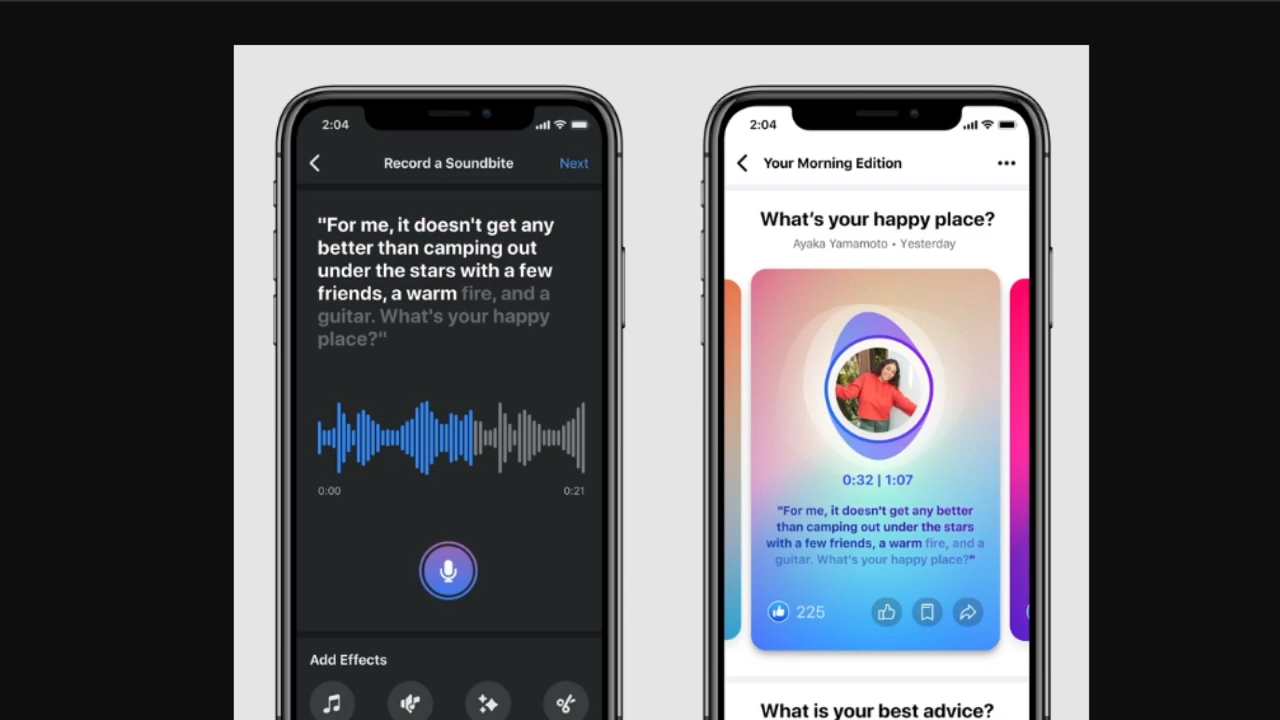 2:04
Record a Soundbite
Next
"For me, it doesn't get any
better than camping out
under the stars with a few
friends, a warm fire, and a
guitar. What's your happy
place?"
0:00
0:21
Add Effects
2:04
Your Morning Edition
What's your happy place?
Ayaka Yamamoto • Yesterday
0:32 | 1:07
"For me, it doesn't get any better
than camping out under the stars
with a few friends, a warm fire, and a
guitar. What's your happy place?"
225
What is your best advice?